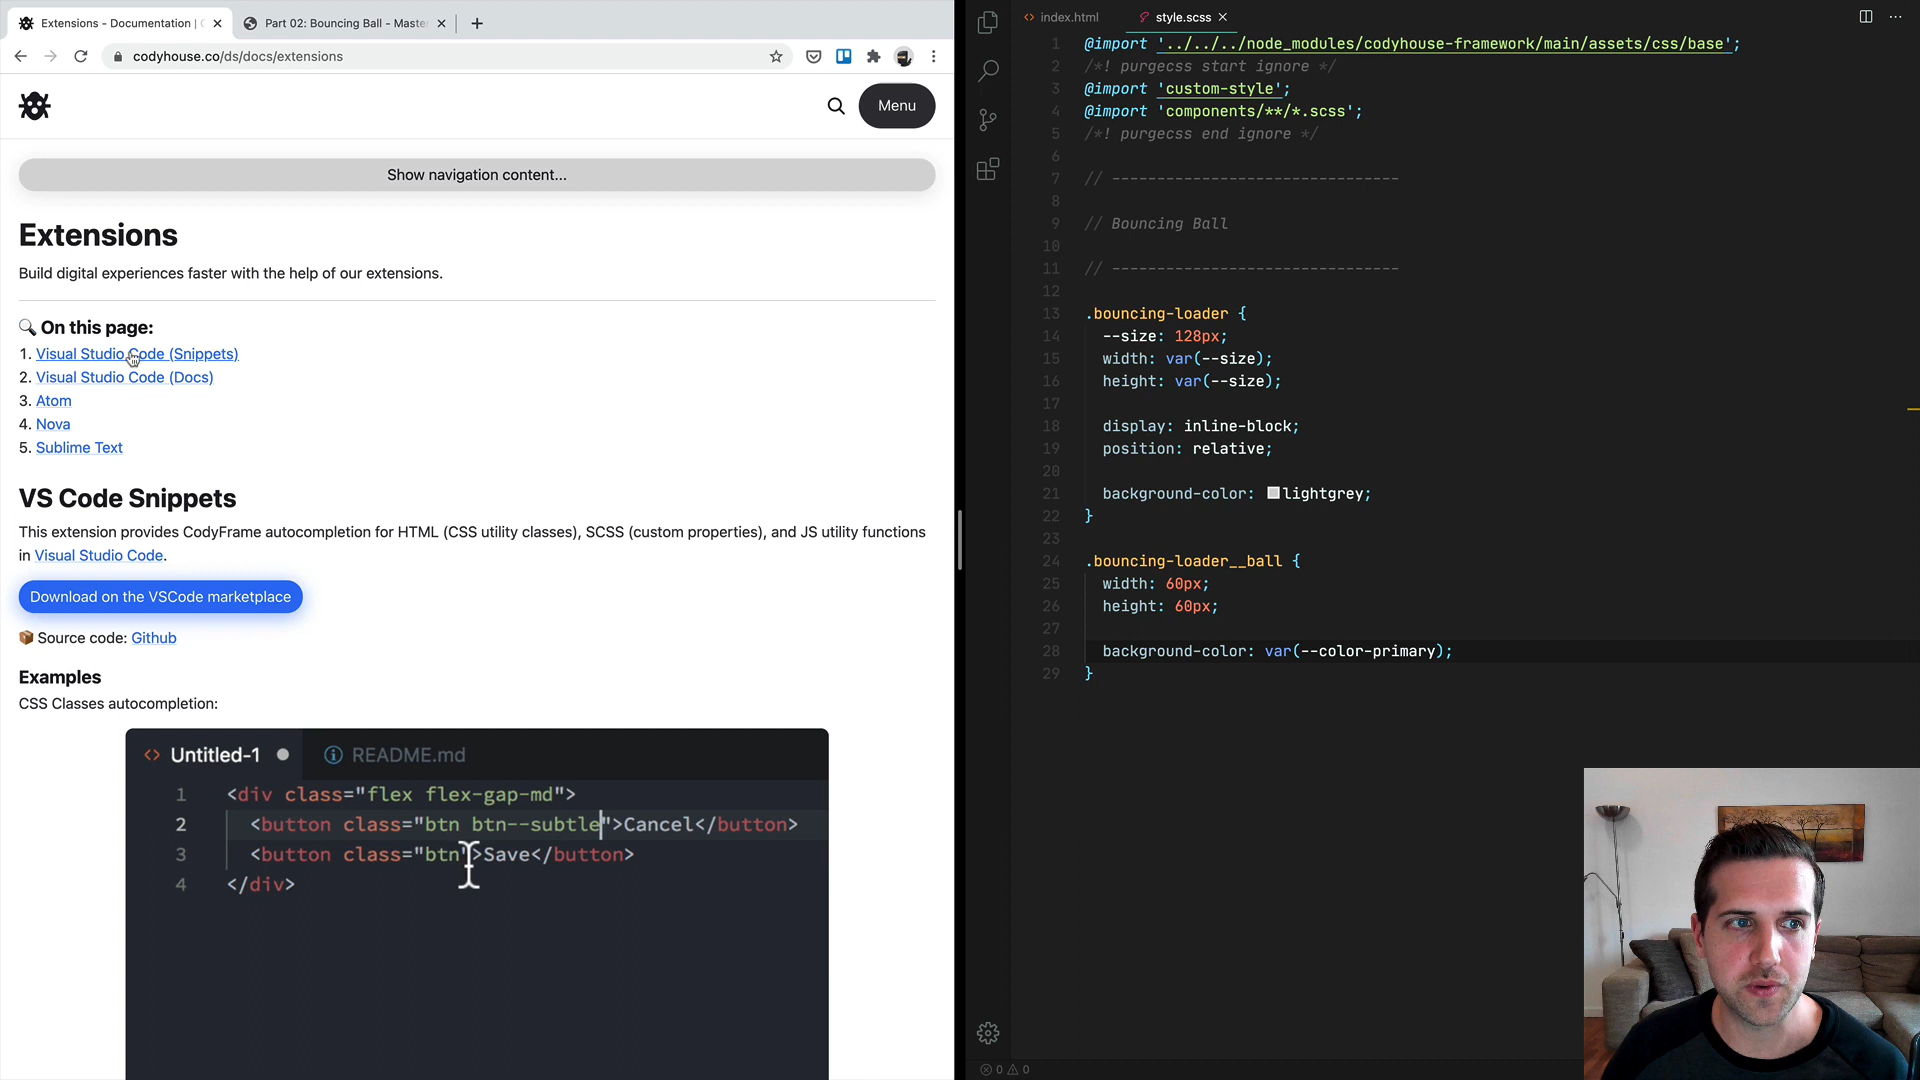 Extensions - Documentation |
Part 02: Bouncing Ball - Master
codyhouse.co/ds/docs/extensions
Menu
Show navigation content...
Extensions
Build digital experiences faster with the help of our extensions.
🔍 On this page:
1. Visual Studio Code (Snippets)
2. Visual Studio Code (Docs)
3. Atom
4. Nova
5. Sublime Text
VS Code Snippets
This extension provides CodyFrame autocompletion for HTML (CSS utility classes), SCSS (custom properties), and JS utility functions
in Visual Studio Code.
Download on the VSCode marketplace
📦 Source code: Github
Examples
CSS Classes autocompletion:
<> Untitled-1 ● README.md
1 <div class="flex flex-gap-md">
2 <button class="btn btn--subtle">Cancel</button>
3 <button class="btn">Save</button>
4 </div>
<> index.html
style.scss
1 @import '../../../node_modules/codyhouse-framework/main/assets/css/base';
2 /*! purgecss start ignore */
3 @import 'custom-style';
4 @import 'components/**/*.scss';
5 /*! purgecss end ignore */
6
7 // --------------------------------
8
9 // Bouncing Ball
10
11 // --------------------------------
12
13 .bouncing-loader {
14 --size: 128px;
15 width: var(--size);
16 height: var(--size);
17
18 display: inline-block;
19 position: relative;
20
21 background-color: lightgrey;
22 }
23
24 .bouncing-loader__ball {
25 width: 60px;
26 height: 60px;
27
28 background-color: var(--color-primary);
29 }
0 0